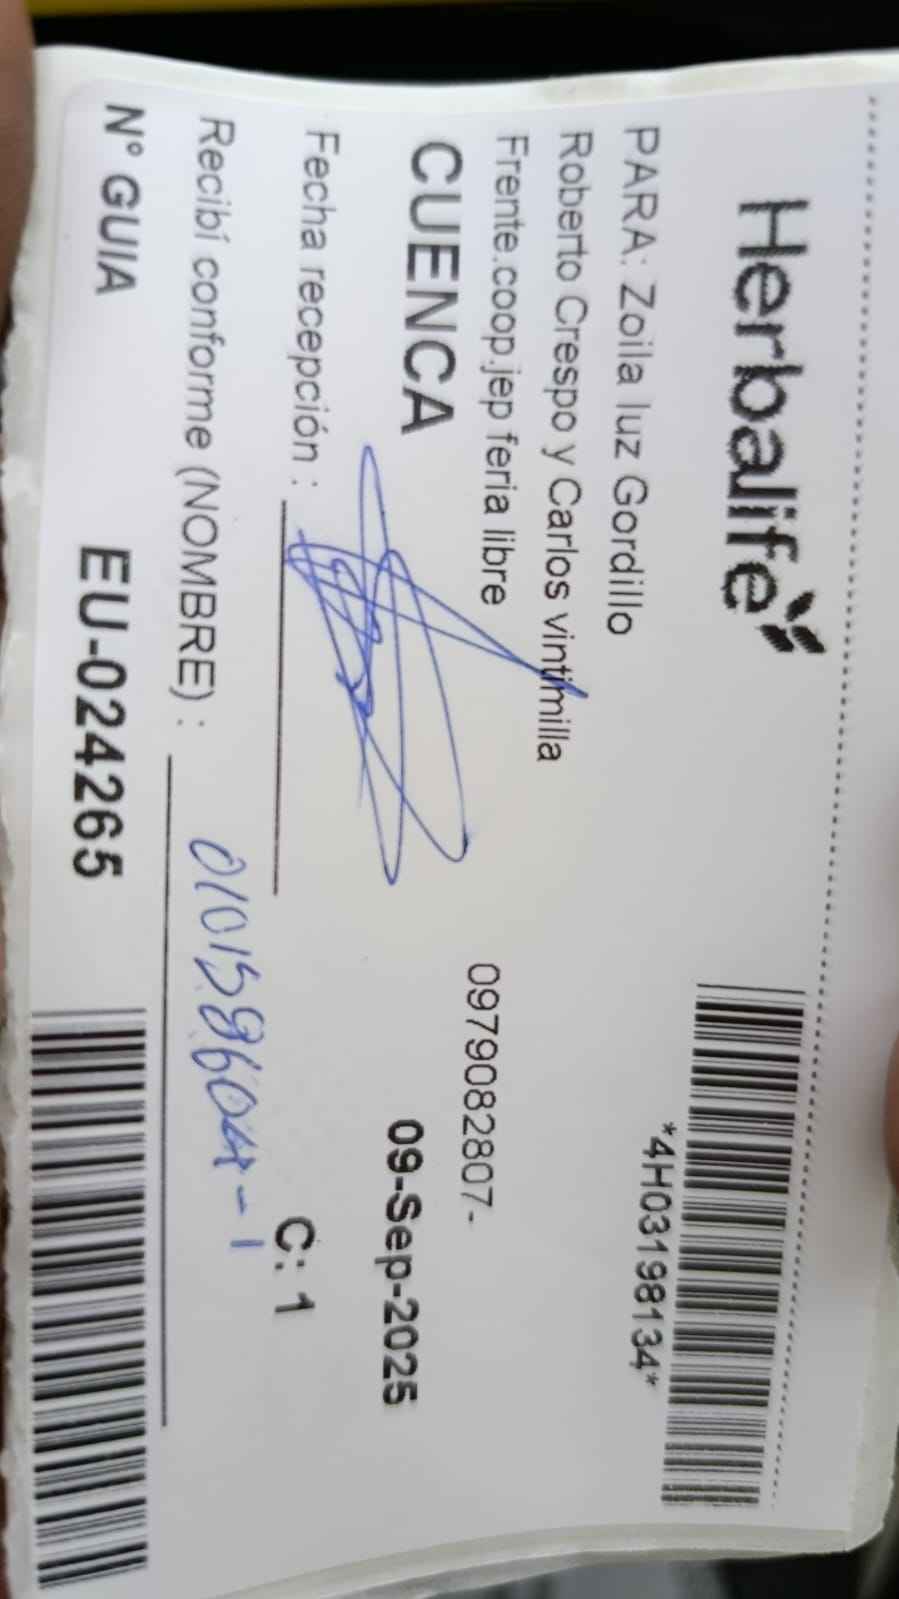 Herbalife
*4H03198134*
PARA: Zoila luz Gordillo
Roberto Crespo y Carlos vintimilla
Frente.coop.jep feria libre
0979082807-
CUENCA
09-Sep-2025
Fecha recepción :
C: 1
Recibí conforme (NOMBRE) :
N° GUIA
EU-024265